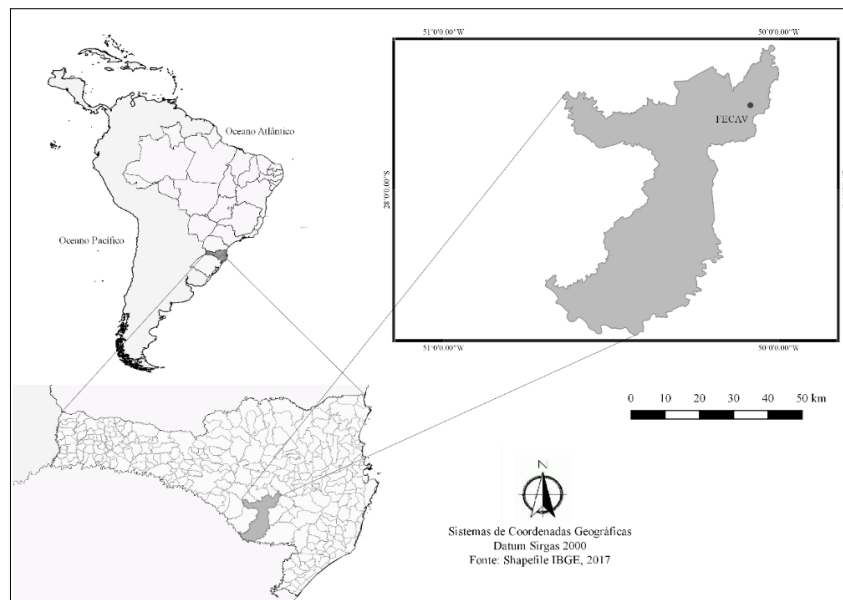 Oceano Atlântico
Oceano Pacífico
51°0'0.00"W
50°0'0.00"W
FECAV
28°0'0.00"S
51°0'0.00"W
50°0'0.00"W
0 10 20 30 40 50 km
N
Sistemas de Coordenadas Geográficas
Datum Sirgas 2000
Fonte: Shapefile IBGE, 2017